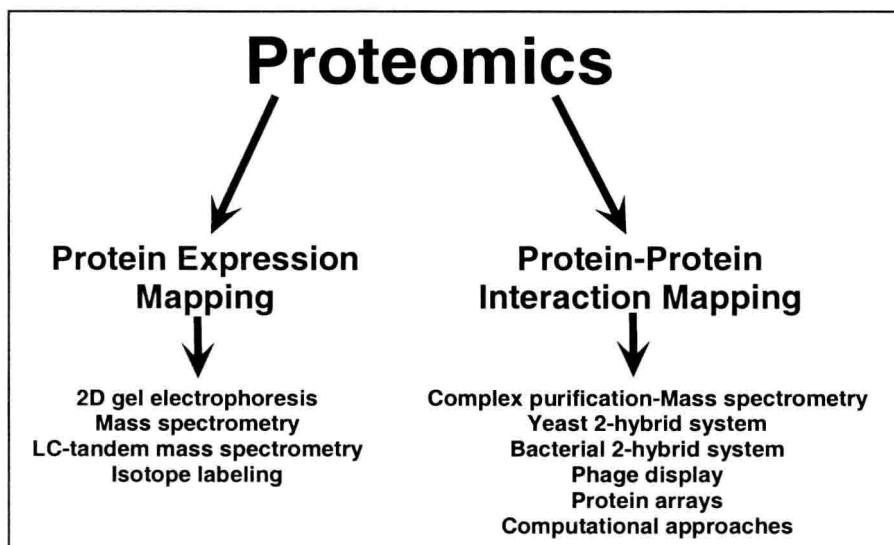 Proteomics
Protein Expression
Mapping
2D gel electrophoresis
Mass spectrometry
LC-tandem mass spectrometry
Isotope labeling
Protein-Protein
Interaction Mapping
Complex purification-Mass spectrometry
Yeast 2-hybrid system
Bacterial 2-hybrid system
Phage display
Protein arrays
Computational approaches